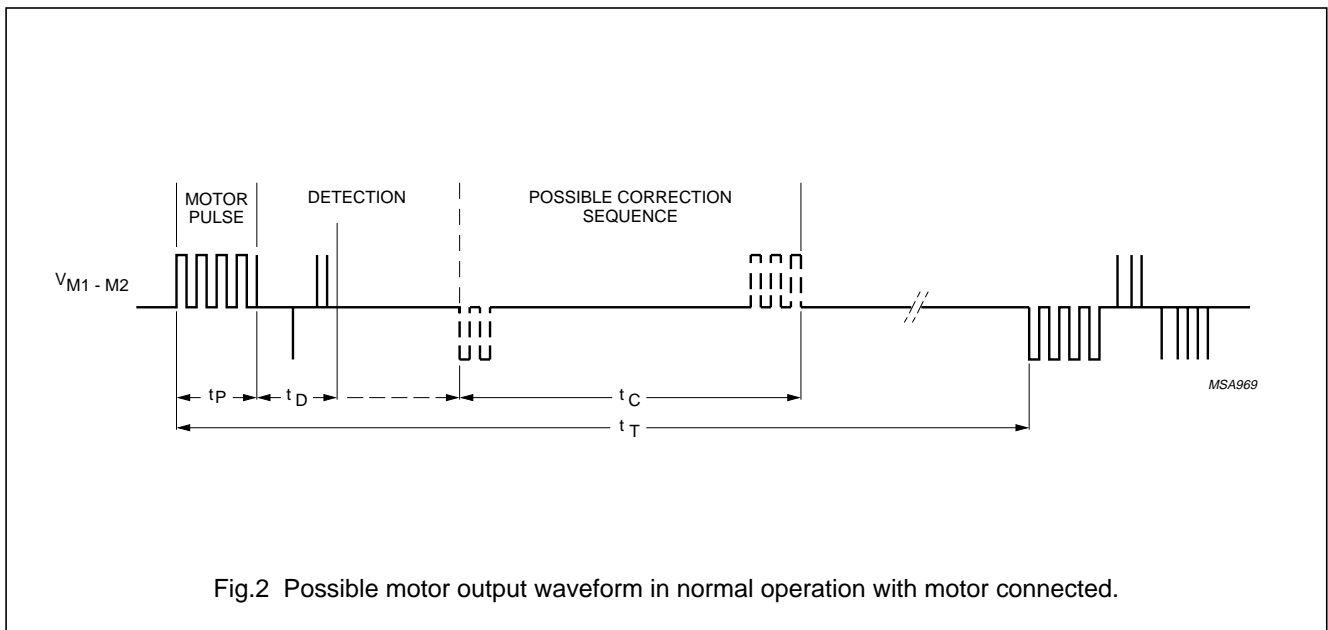 MOTOR
PULSE
DETECTION
POSSIBLE CORRECTION
SEQUENCE
VM1 - M2
MSA969
tP
tD
tC
tT
Fig.2 Possible motor output waveform in normal operation with motor connected.